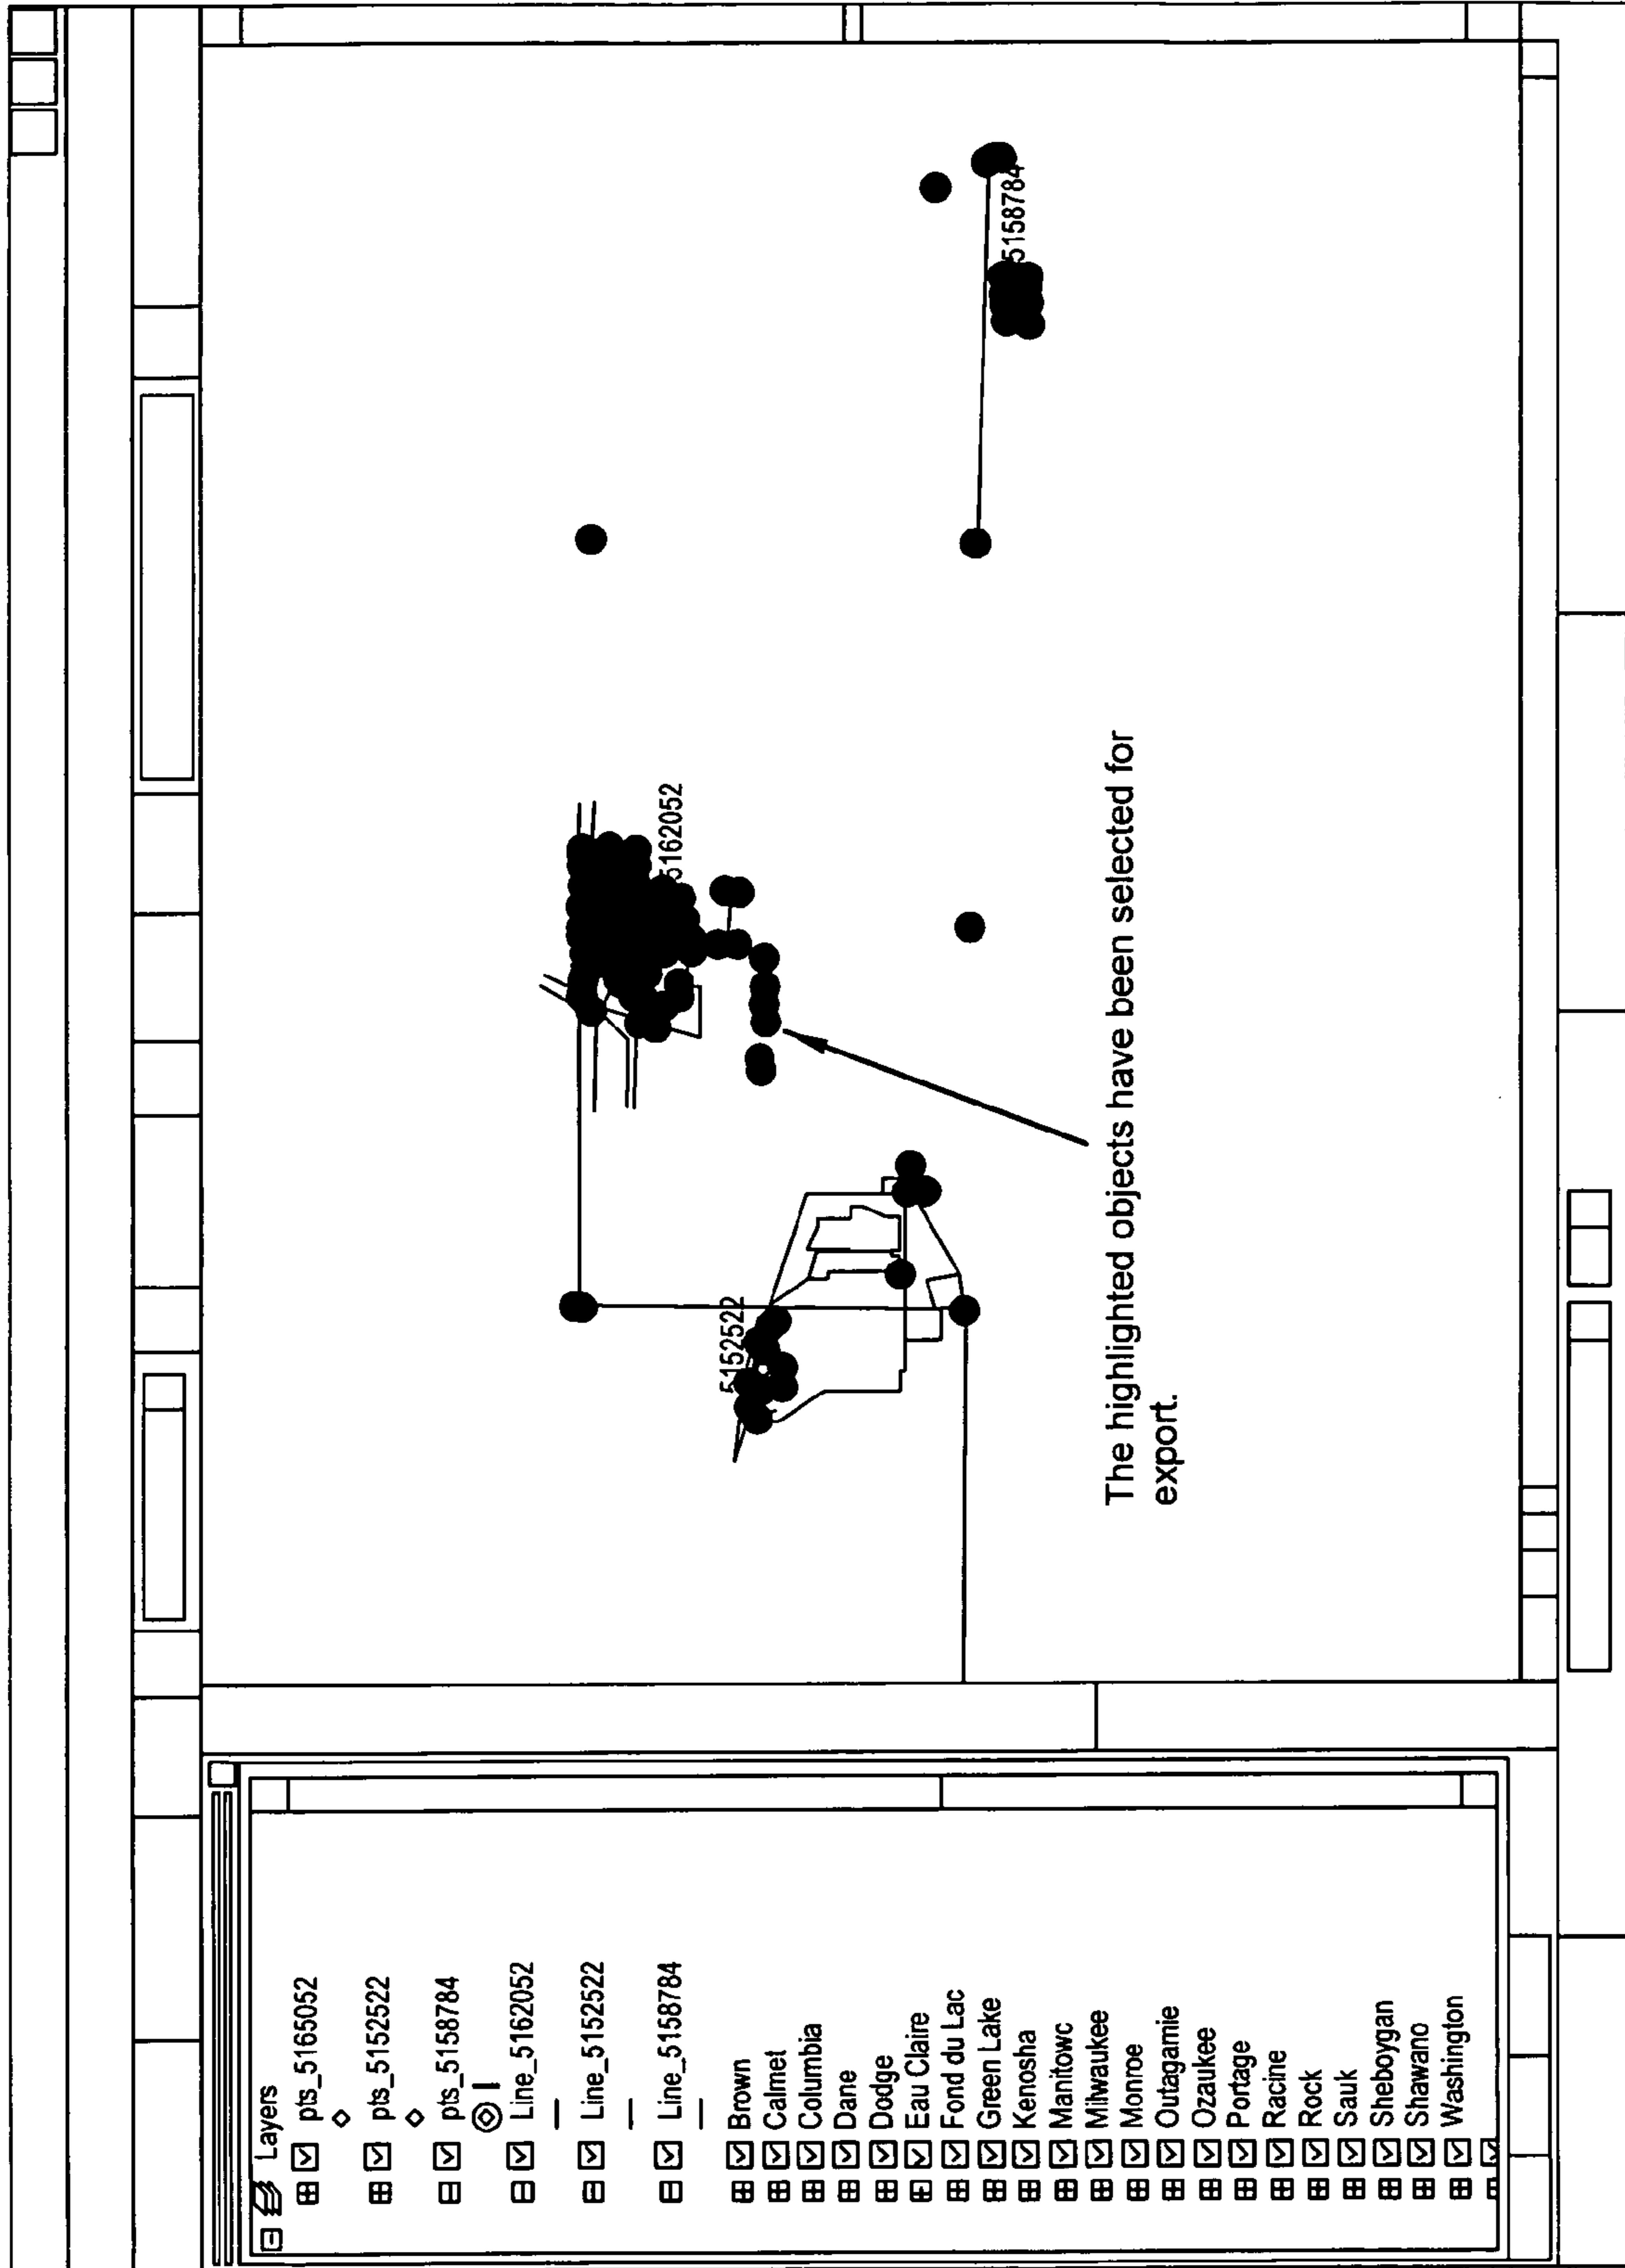 Layers
pts_5165052
pts_5152522
pts_5158784
Line_5162052
Line_5152522
Line_5158784
Brown
Calmet
Columbia
Dane
Dodge
Eau Claire
Fond du Lac
Green Lake
Kenosha
Manitowc
Milwaukee
Monroe
Outagamie
Ozaukee
Portage
Racine
Rock
Sauk
Sheboygan
Shawano
Washington
5152522
5162052
5158784
The highlighted objects have been selected for
export.